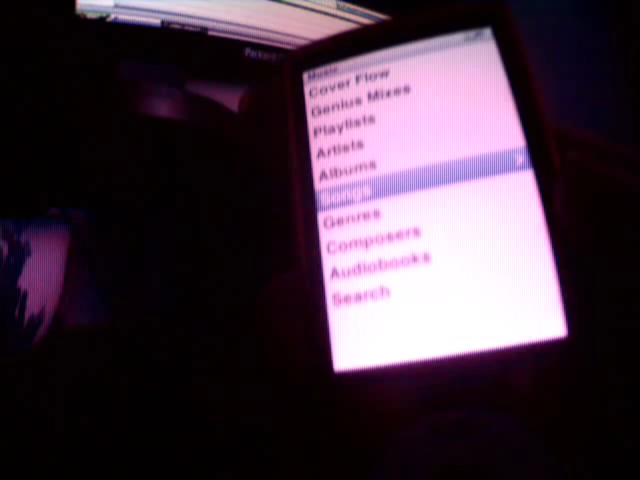 Music
Cover Flow
Genius Mixes
Playlists
Artists
Albums
Songs
Genres
Composers
Audiobooks
Search